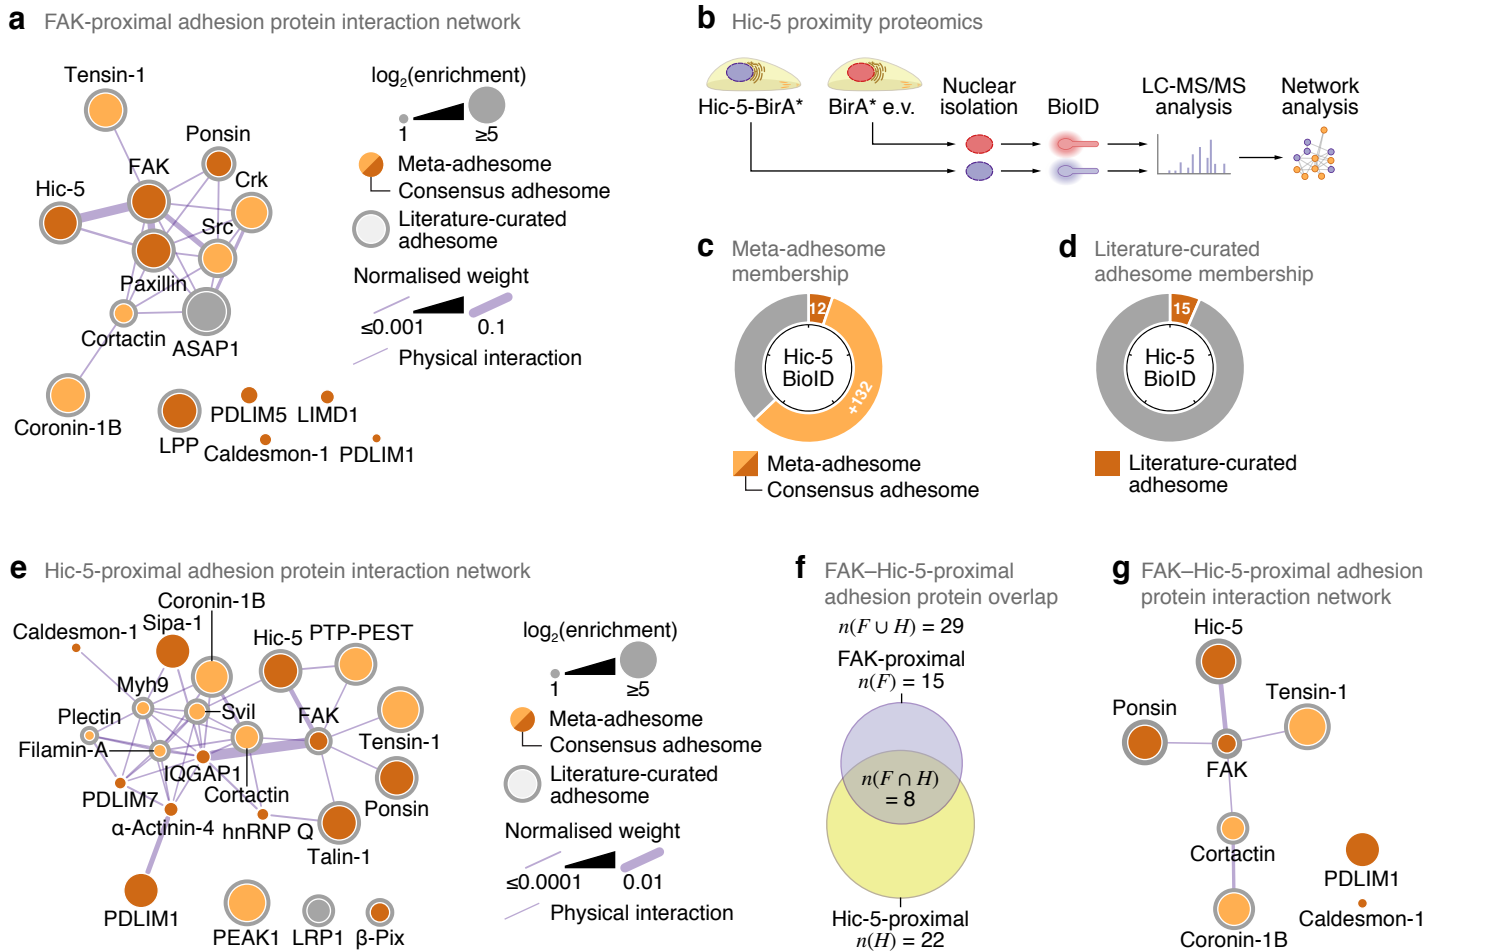 a FAK-proximal adhesion protein interaction network
Tensin-1
Ponsin
FAK
Crk
Hic-5
Src
Paxillin
Cortactin
ASAP1
Coronin-1B
LPP
PDLIM5
LIMD1
Caldesmon-1
PDLIM1
log2(enrichment)
1
≥5
Meta-adhesome
Consensus adhesome
Literature-curated
adhesome
Normalised weight
≤0.001
0.1
Physical interaction
b Hic-5 proximity proteomics
Hic-5-BirA*
BirA* e.v.
Nuclear
isolation
BioID
LC-MS/MS
analysis
Network
analysis
c Meta-adhesome
membership
12
+132
Hic-5
BioID
Meta-adhesome
Consensus adhesome
d Literature-curated
adhesome membership
15
Hic-5
BioID
Literature-curated
adhesome
e Hic-5-proximal adhesion protein interaction network
Coronin-1B
Caldesmon-1
Sipa-1
Hic-5
PTP-PEST
Myh9
Plectin
Svil
FAK
Filamin-A
Tensin-1
IQGAP1
PDLIM7
Cortactin
Ponsin
α-Actinin-4
hnRNP Q
Talin-1
PDLIM1
PEAK1
LRP1
β-Pix
log2(enrichment)
1
≥5
Meta-adhesome
Consensus adhesome
Literature-curated
adhesome
Normalised weight
≤0.0001
0.01
Physical interaction
f FAK–Hic-5-proximal
adhesion protein overlap
n(F ∪ H) = 29
FAK-proximal
n(F) = 15
n(F ∩ H)
= 8
Hic-5-proximal
n(H) = 22
g FAK–Hic-5-proximal adhesion
protein interaction network
Hic-5
Tensin-1
Ponsin
FAK
Cortactin
PDLIM1
Caldesmon-1
Coronin-1B